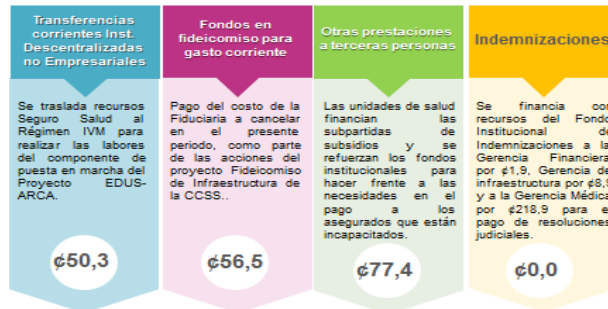 Transferencias
corrientes Inst.
Descentralizadas
no Empresariales
Se traslada recursos
Seguro Salud al
Régimen IVM para
realizar las labores
del componente de
puesta en marcha del
Proyecto EDUS-
ARCA.
¢50,3
Fondos en
fideicomiso para
gasto corriente
Pago del costo de la
Fiduciaria a cancelar
en el presente
periodo, como parte
de las acciones del
proyecto Fideicomiso
de Infraestructura de
la CCSS..
¢56,5
Otras prestaciones
a terceras personas
Las unidades de salud
financian las
subpartidas de
subsidios y se
refuerzan los fondos
institucionales para
hacer frente a las
necesidades en el
pago a los
asegurados que están
incapacitados.
¢77,4
Indemnizaciones
Se financia con
recursos del Fondo
Institucional de
Indemnizaciones a la
Gerencia Financiera
por ¢1,9, Gerencia de
infraestructura por ¢8,9
y a la Gerencia Médica
por ¢218,9 para el
pago de resoluciones
judiciales.
¢0,0